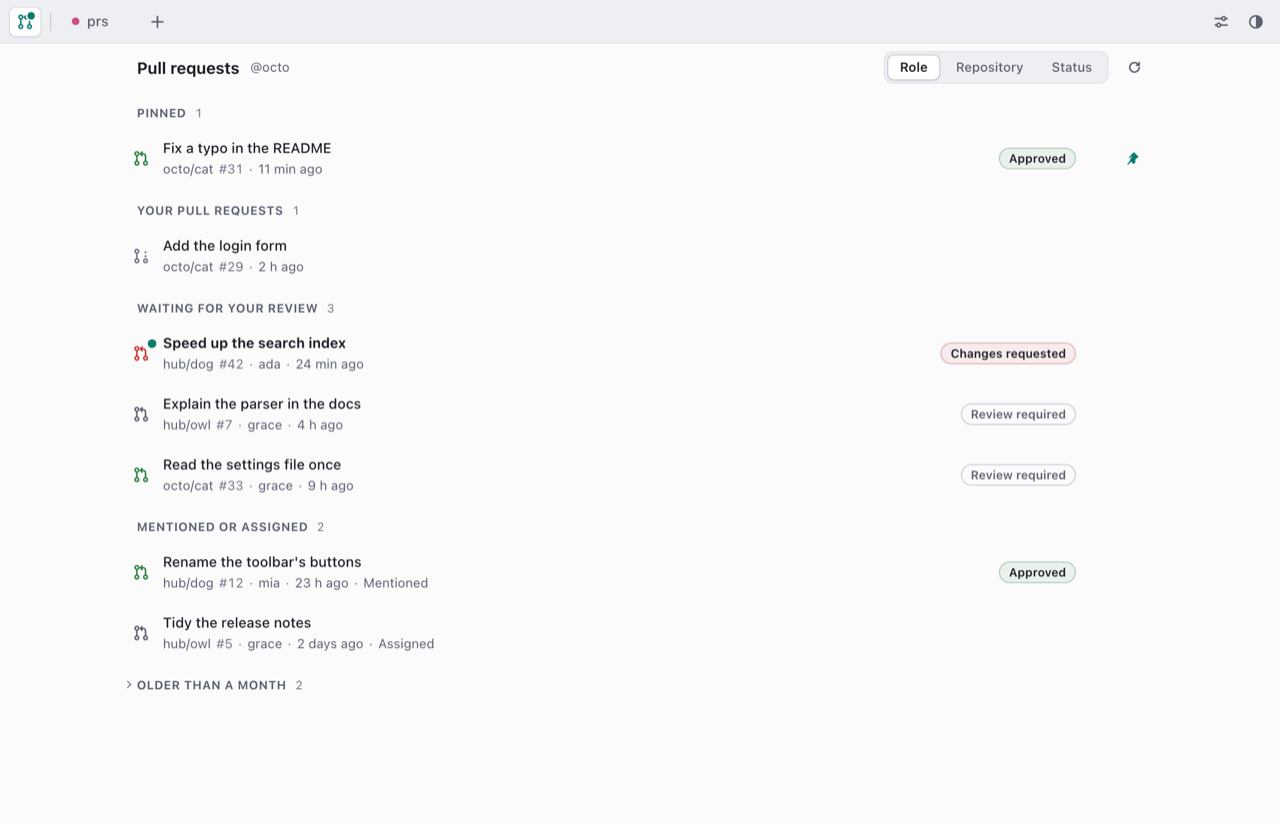 prs
Pull requests @octo
Role Repository Status
PINNED 1
Fix a typo in the README
octo/cat #31 · 11 min ago
Approved
YOUR PULL REQUESTS 1
Add the login form
octo/cat #29 · 2 h ago
WAITING FOR YOUR REVIEW 3
Speed up the search index
hub/dog #42 · ada · 24 min ago
Changes requested
Explain the parser in the docs
hub/owl #7 · grace · 4 h ago
Review required
Read the settings file once
octo/cat #33 · grace · 9 h ago
Review required
MENTIONED OR ASSIGNED 2
Rename the toolbar's buttons
hub/dog #12 · mia · 23 h ago · Mentioned
Approved
Tidy the release notes
hub/owl #5 · grace · 2 days ago · Assigned
OLDER THAN A MONTH 2